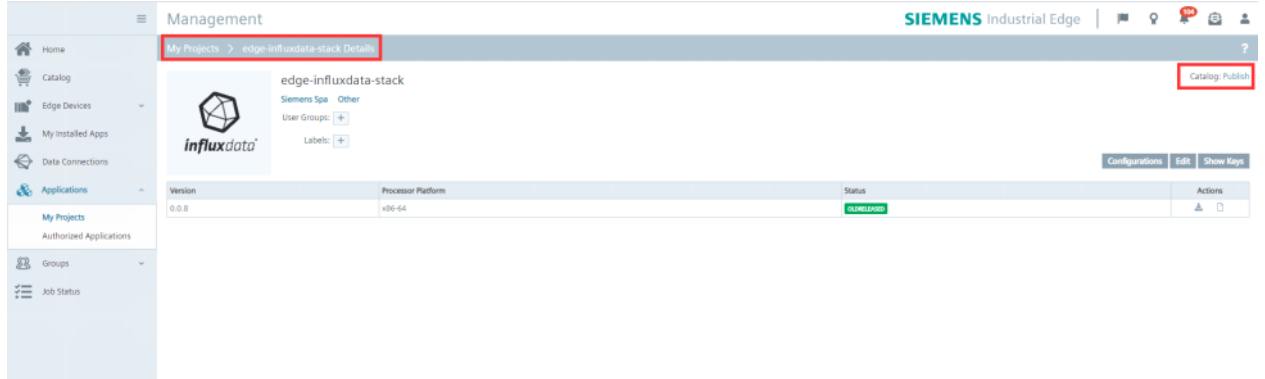 Management
SIEMENS Industrial Edge
104
Home
My Projects > edge-influxdata-stack Details
?
Catalog
edge-influxdata-stack
Catalog: Publish
Siemens Spa Other
Edge Devices
User Groups: +
My Installed Apps
Labels: +
influxdata
Data Connections
Configurations Edit Show Keys
Applications
Version Processor Platform Status Actions
0.0.8 x86-64 OLDRELEASED
My Projects
Authorized Applications
Groups
Job Status